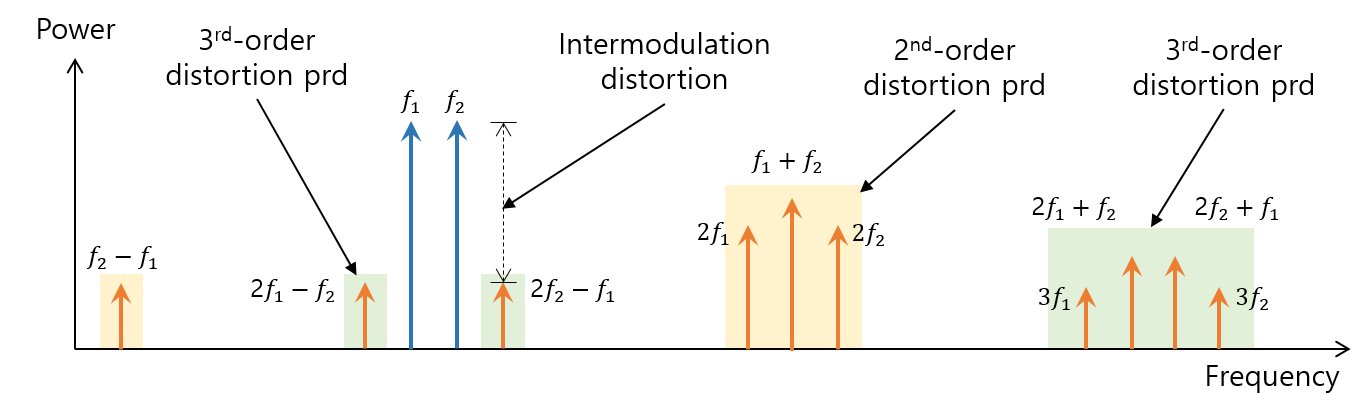 Power
3rd-order
distortion prd
Intermodulation
distortion
2nd-order
distortion prd
3rd-order
distortion prd
f₁
f₂
f₁ + f₂
2f₁
2f₂
2f₁ + f₂
2f₂ + f₁
f₂ − f₁
2f₁ − f₂
2f₂ − f₁
3f₁
3f₂
Frequency